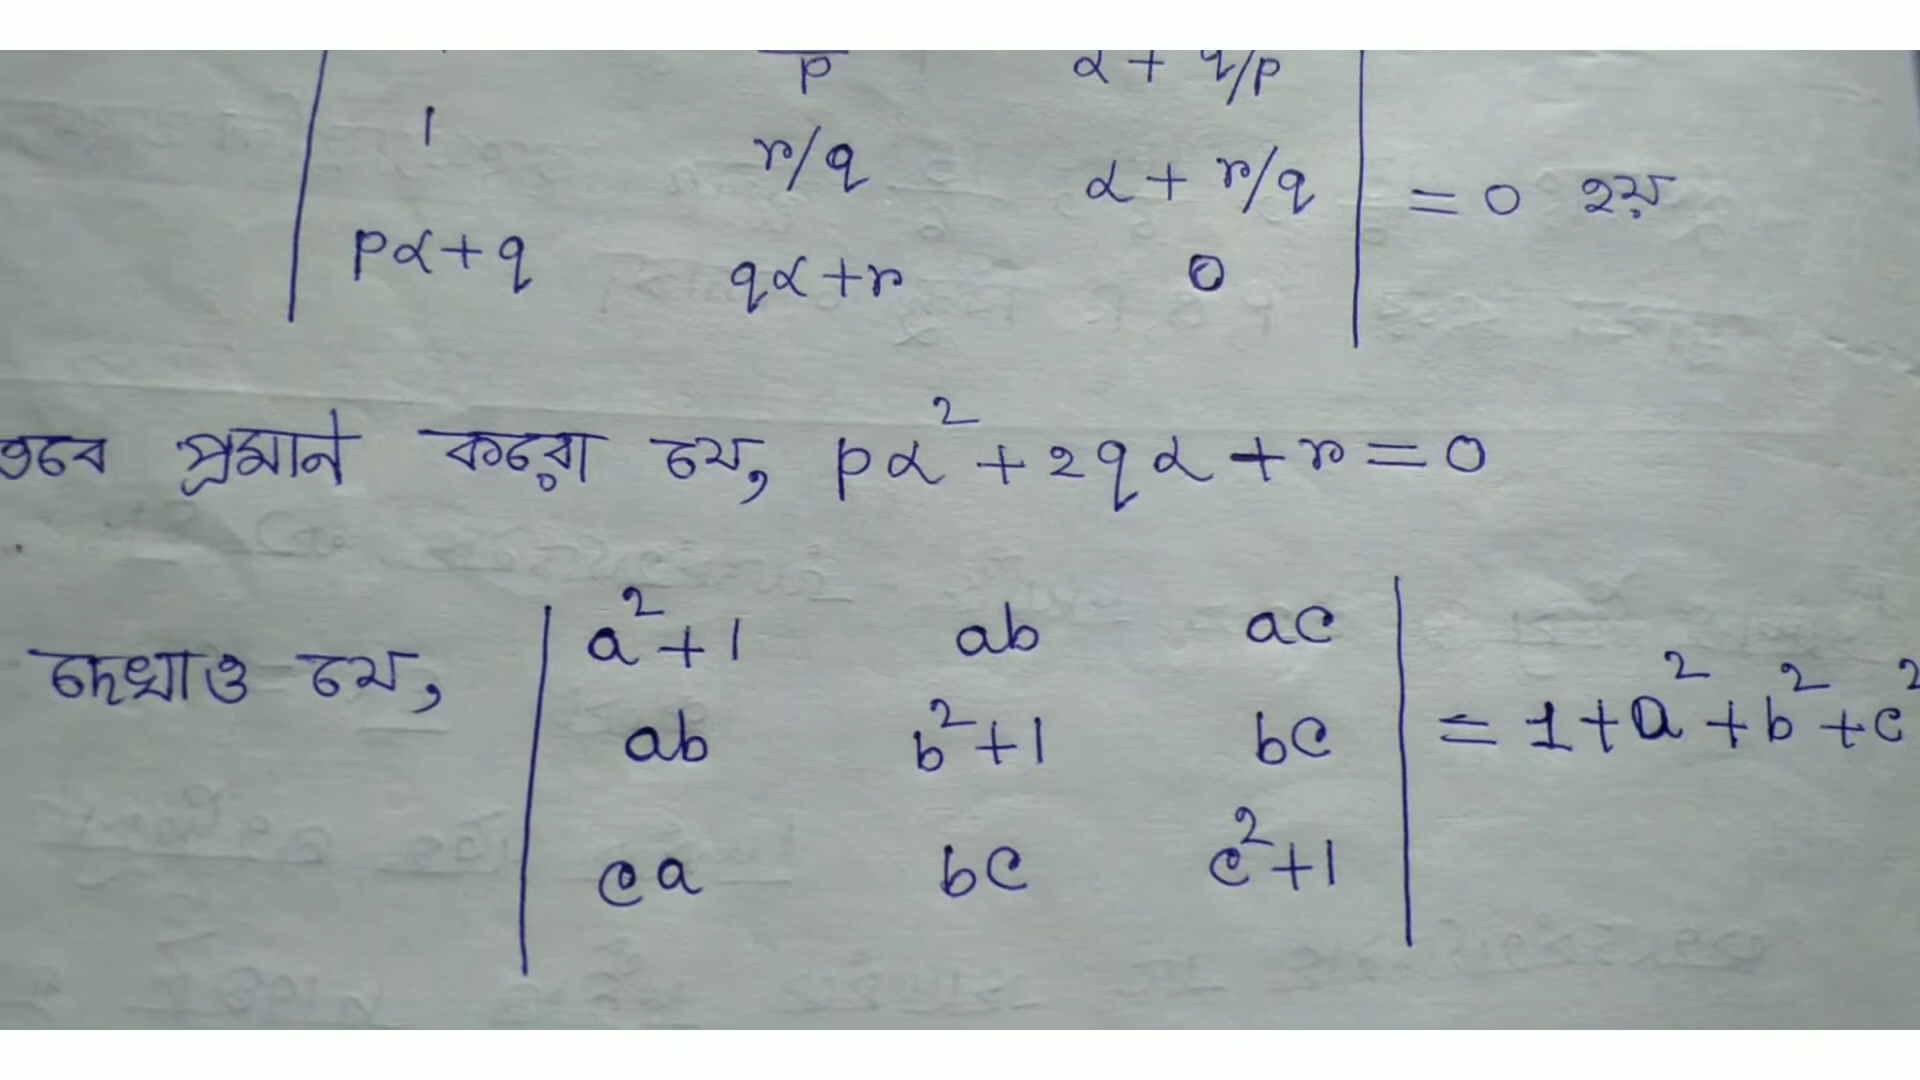 p α + q/p
1 r/q α + r/q = 0 হয়
pα+q qα+r 0
তবে প্রমান করো যে, pα²+2qα+r=0
a²+1 ab ac
দেখাও যে, ab b²+1 bc = 1+a²+b²+c²
ca bc c²+1